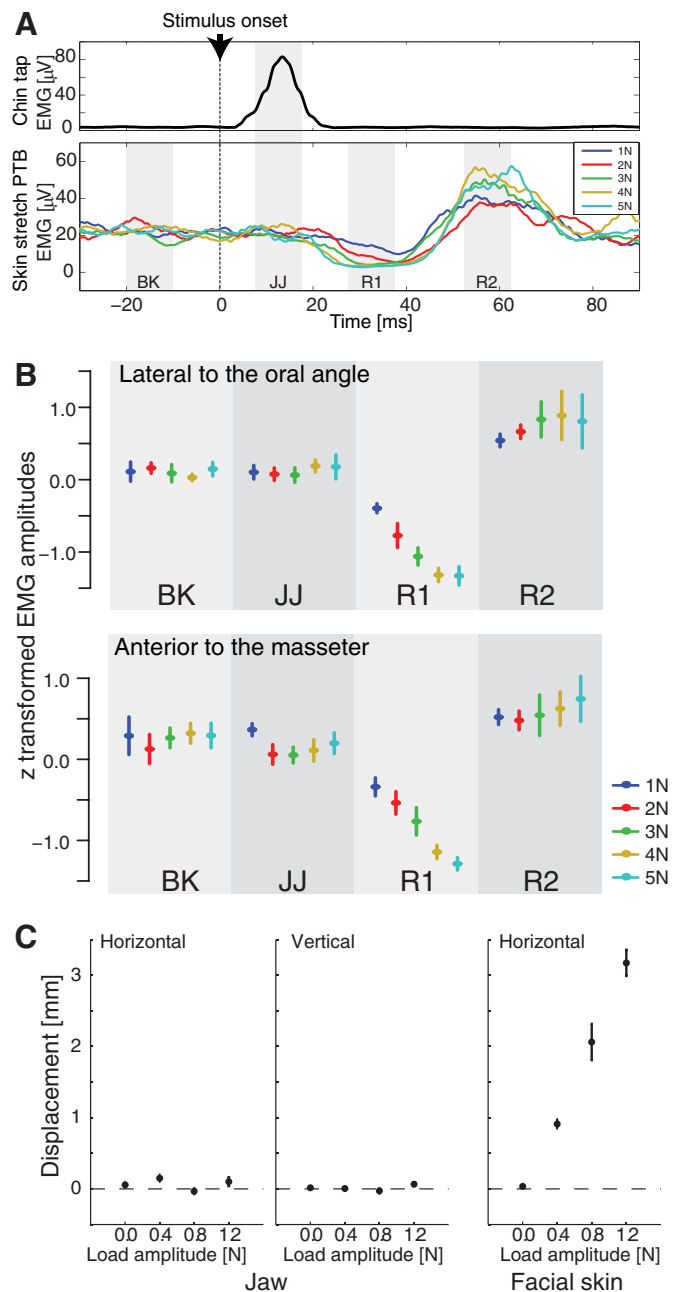 A
Stimulus onset
Chin tap
EMG [μV]
80
40
0
Skin stretch PTB
EMG [μV]
60
40
20
0
1N
2N
3N
4N
5N
BK
JJ
R1
R2
−20
0
20
40
60
80
Time [ms]
B
z transformed EMG amplitudes
Lateral to the oral angle
1.0
0.0
−1.0
BK
JJ
R1
R2
Anterior to the masseter
1.0
0.0
−1.0
BK
JJ
R1
R2
1N
2N
3N
4N
5N
C
Displacement [mm]
Horizontal
Vertical
Horizontal
3
2
1
0
0.0 0.4 0.8 1.2
0.0 0.4 0.8 1.2
0.0 0.4 0.8 1.2
Load amplitude [N]
Load amplitude [N]
Load amplitude [N]
Jaw
Facial skin